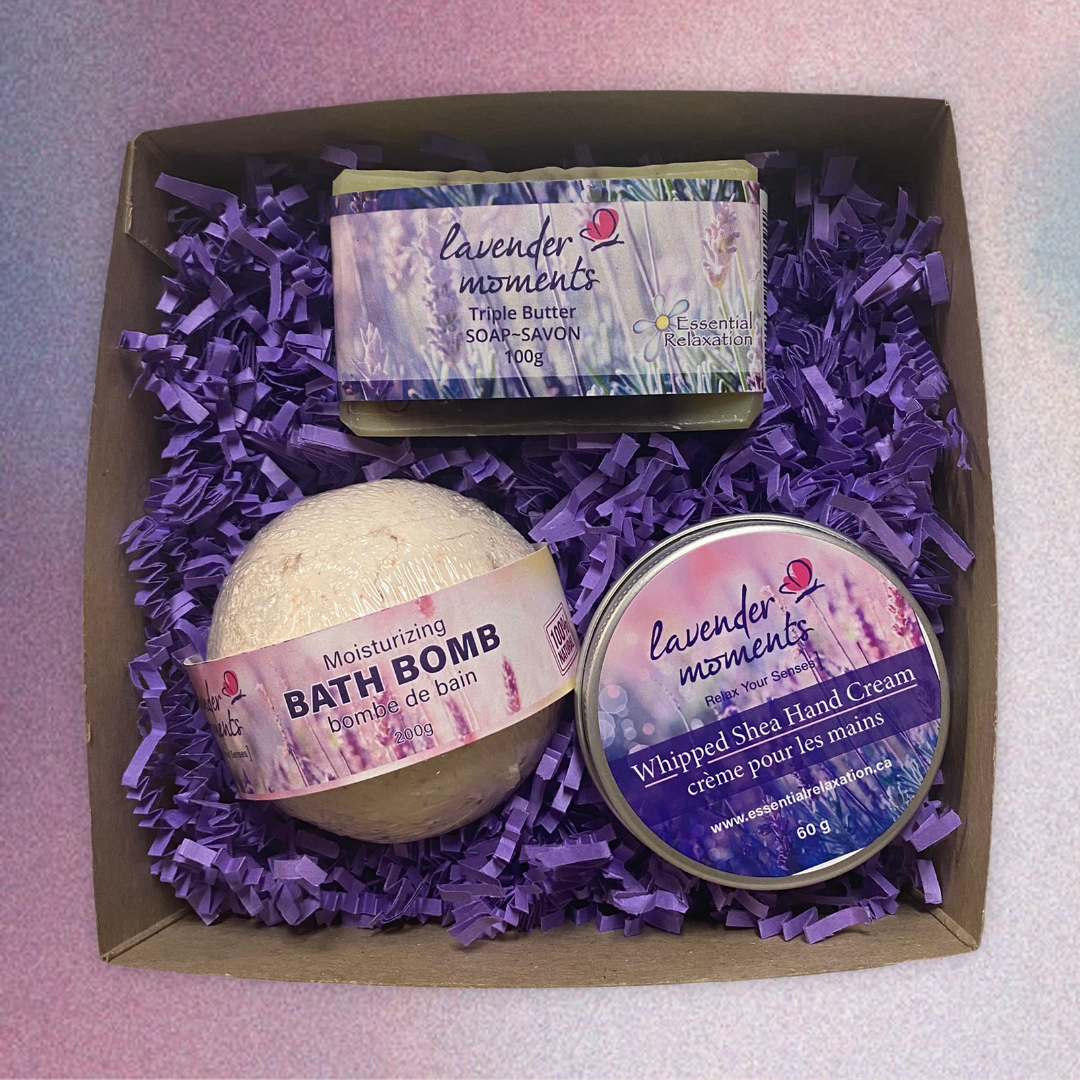 lavender
moments
Triple Butter
SOAP~SAVON
100g
Essential
Relaxation
Moisturizing
BATH BOMB
bombe de bain
200g
100%
lavender
moments
Relax Your Senses
Whipped Shea Hand Cream
crème pour les mains
www.essentialrelaxation.ca
60 g